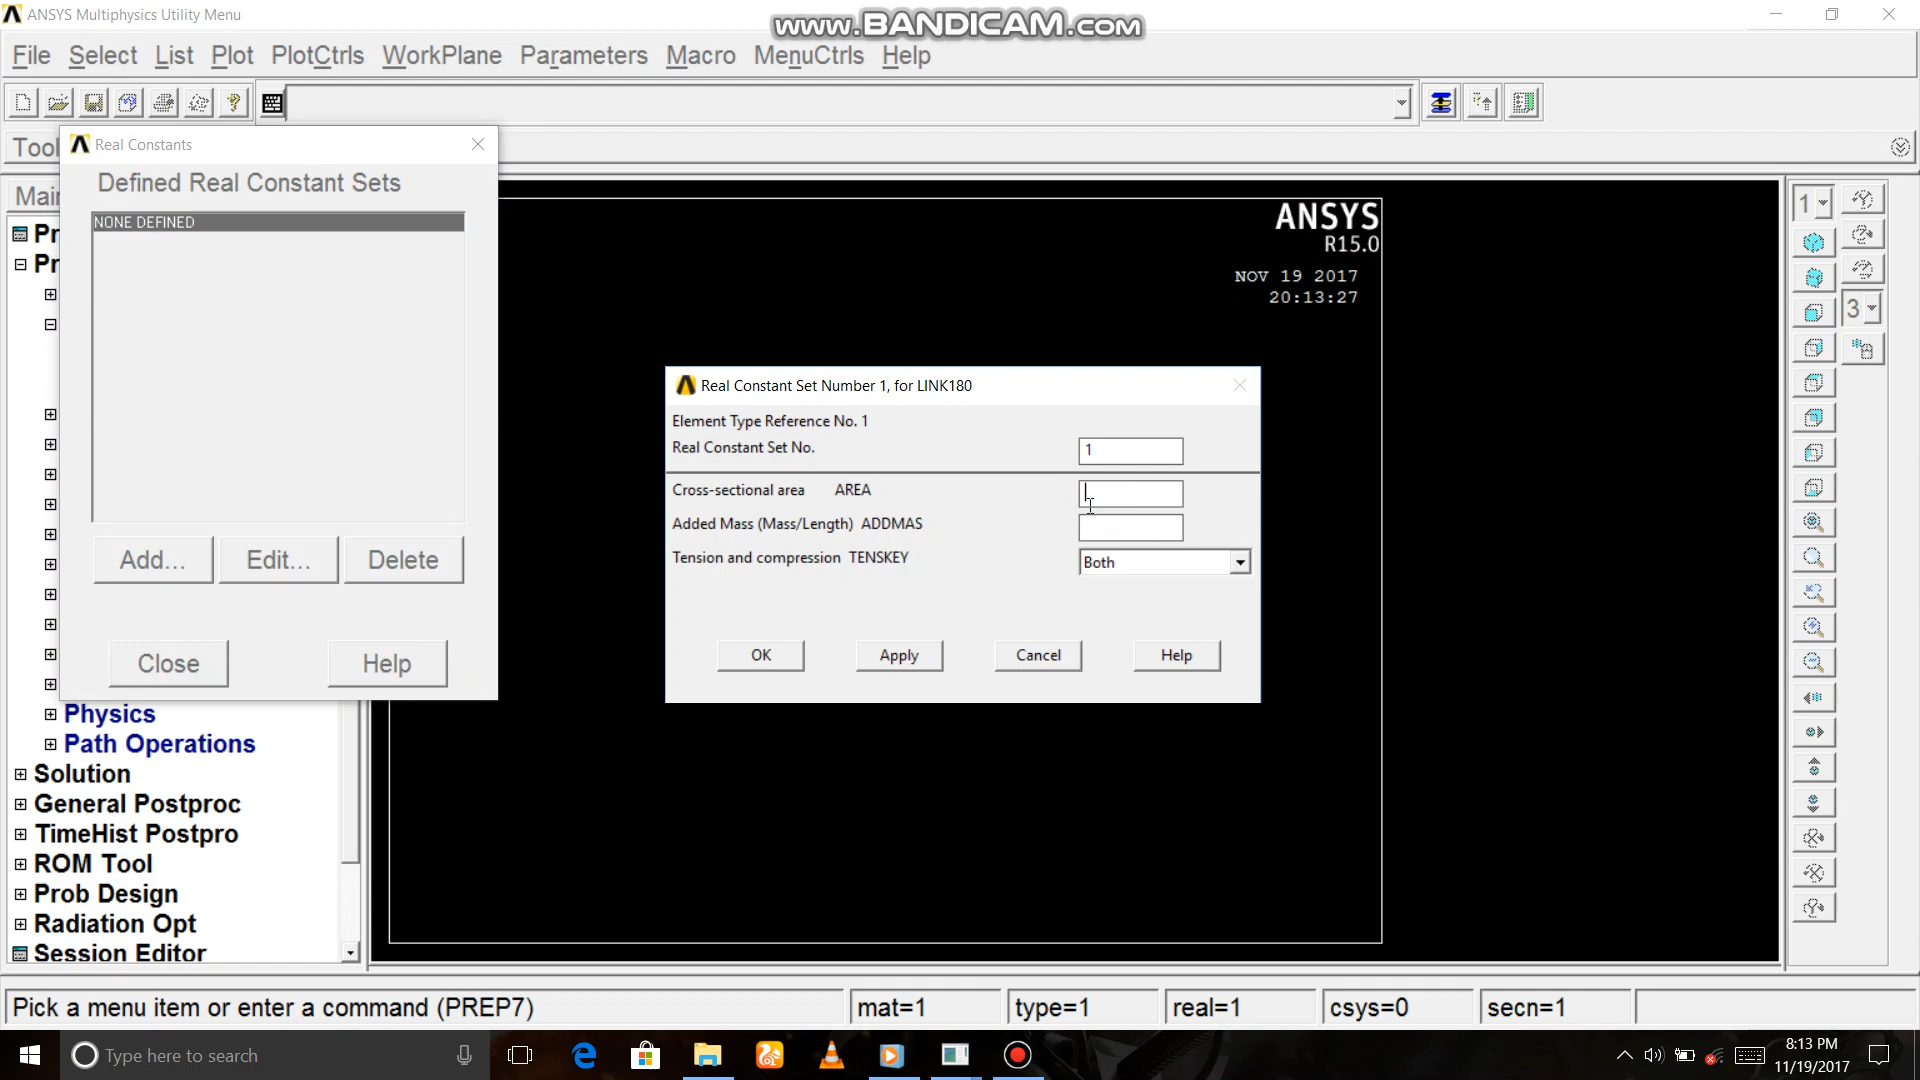 ANSYS Multiphysics Utility Menu
www.BANDICAM.com
File Select List Plot PlotCtrls WorkPlane Parameters Macro MenuCtrls Help
Tool
Real Constants
Defined Real Constant Sets
NONE DEFINED
Add... Edit... Delete
Close Help
Main
Pr
Pr
Physics
Path Operations
Solution
General Postproc
TimeHist Postpro
ROM Tool
Prob Design
Radiation Opt
Session Editor
ANSYS
R15.0
NOV 19 2017
20:13:27
Real Constant Set Number 1, for LINK180
Element Type Reference No. 1
Real Constant Set No. 1
Cross-sectional area AREA
Added Mass (Mass/Length) ADDMAS
Tension and compression TENSKEY Both
OK Apply Cancel Help
1
3
Pick a menu item or enter a command (PREP7) mat=1 type=1 real=1 csys=0 secn=1
Type here to search
8:13 PM
11/19/2017